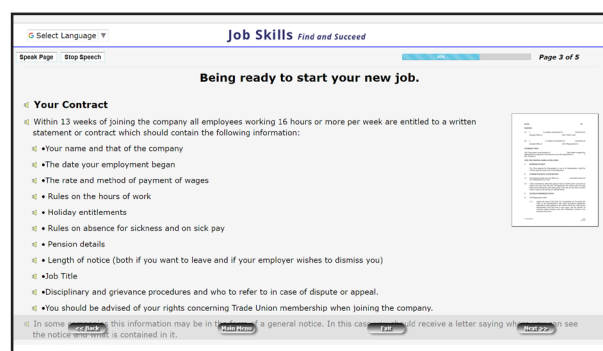 G Select Language ▼
Job Skills Find and Succeed
Speak Page Stop Speech
Page 3 of 5
Being ready to start your new job.
Your Contract
Within 13 weeks of joining the company all employees working 16 hours or more per week are entitled to a written
statement or contract which should contain the following information:
•Your name and that of the company
•The date your employment began
•The rate and method of payment of wages
• Rules on the hours of work
• Holiday entitlements
• Rules on absence for sickness and on sick pay
• Pension details
• Length of notice (both if you want to leave and if your employer wishes to dismiss you)
•Job Title
•Disciplinary and grievance procedures and who to refer to in case of dispute or appeal.
•You should be advised of your rights concerning Trade Union membership when joining the company.
In some this information may be in the of a general notice. In this should receive a letter saying can see
the notice and what is contained in it.
<< Back Main Menu Exit Next >>